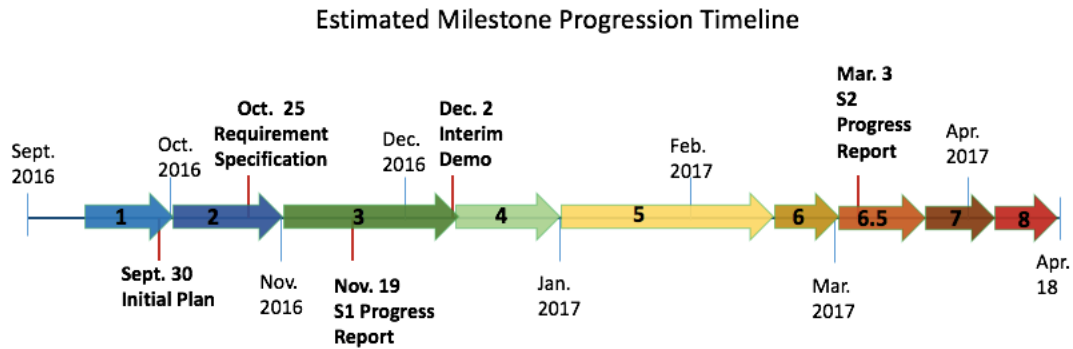 Estimated Milestone Progression Timeline
Sept.
2016
Oct.
2016
Oct. 25
Requirement
Specification
Dec.
2016
Dec. 2
Interim
Demo
Feb.
2017
Mar. 3
S2
Progress
Report
Apr.
2017
1
2
3
4
5
6
6.5
7
8
Sept. 30
Initial Plan
Nov.
2016
Nov. 19
S1 Progress
Report
Jan.
2017
Mar.
2017
Apr.
18